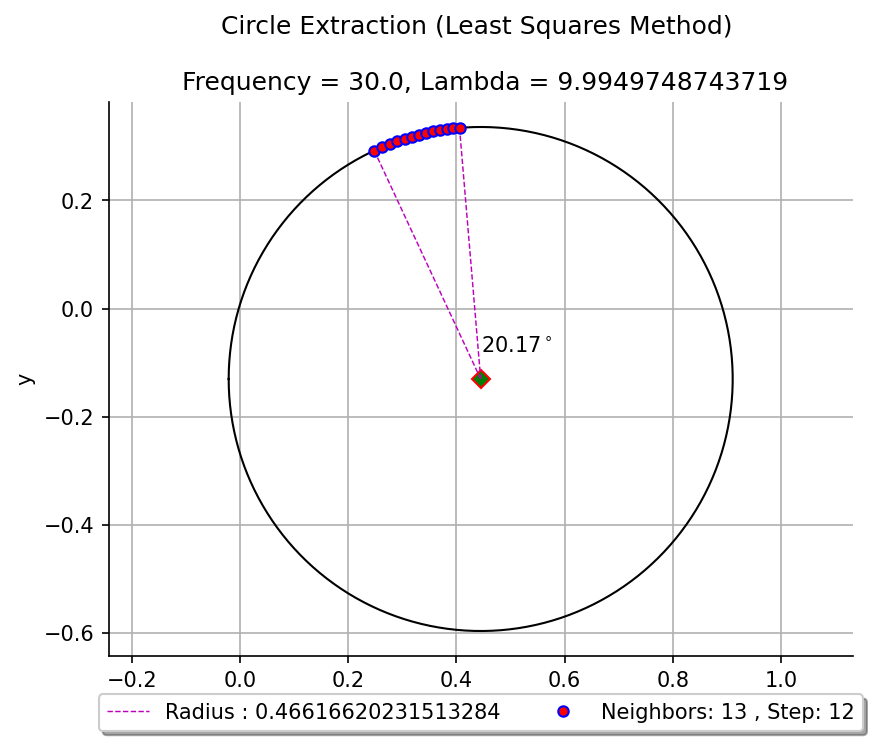 Circle Extraction (Least Squares Method)
Frequency = 30.0, Lambda = 9.9949748743719
0.2
0.0
−0.2
−0.4
−0.6
y
20.17°
−0.2 0.0 0.2 0.4 0.6 0.8 1.0
Radius : 0.46616620231513284 Neighbors: 13 , Step: 12